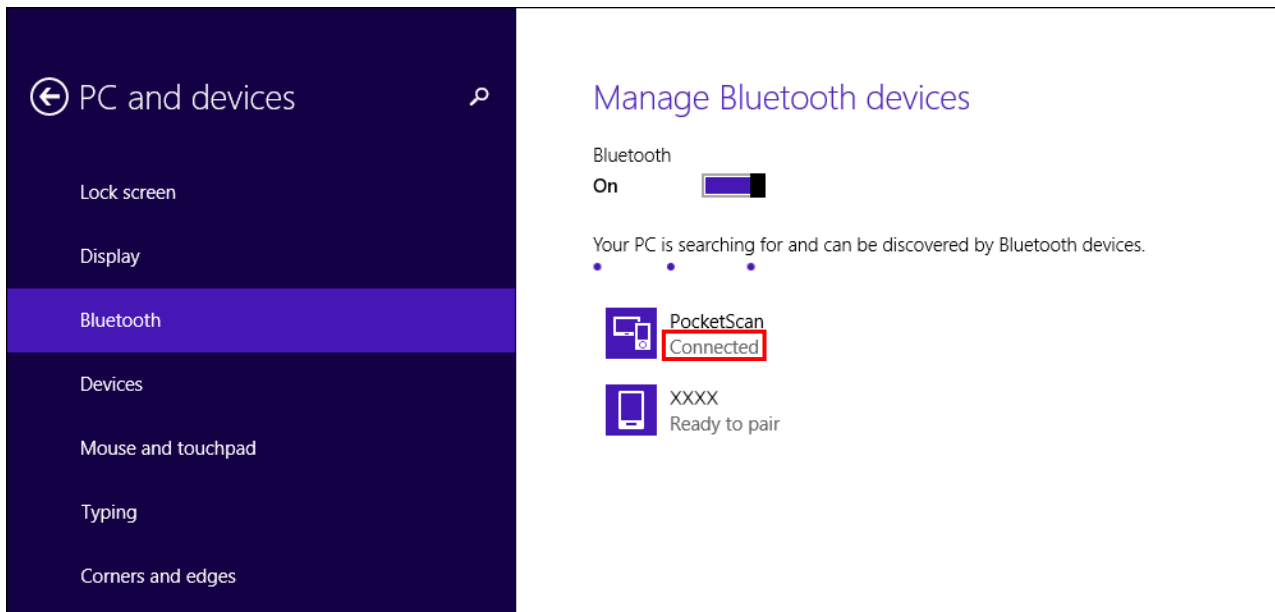 PC and devices
Lock screen
Display
Bluetooth
Devices
Mouse and touchpad
Typing
Corners and edges
Manage Bluetooth devices
Bluetooth
On
Your PC is searching for and can be discovered by Bluetooth devices.
PocketScan
Connected
XXXX
Ready to pair